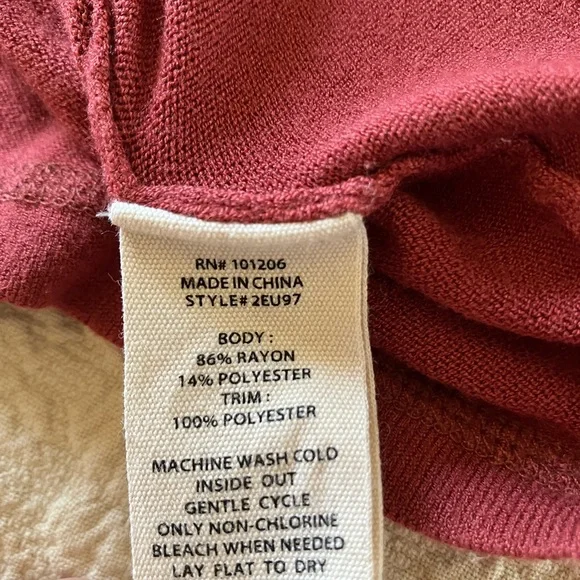 RN# 101206
MADE IN CHINA
STYLE# 2EU97
BODY :
86% RAYON
14% POLYESTER
TRIM :
100% POLYESTER
MACHINE WASH COLD
INSIDE OUT
GENTLE CYCLE
ONLY NON-CHLORINE
BLEACH WHEN NEEDED
LAY FLAT TO DRY